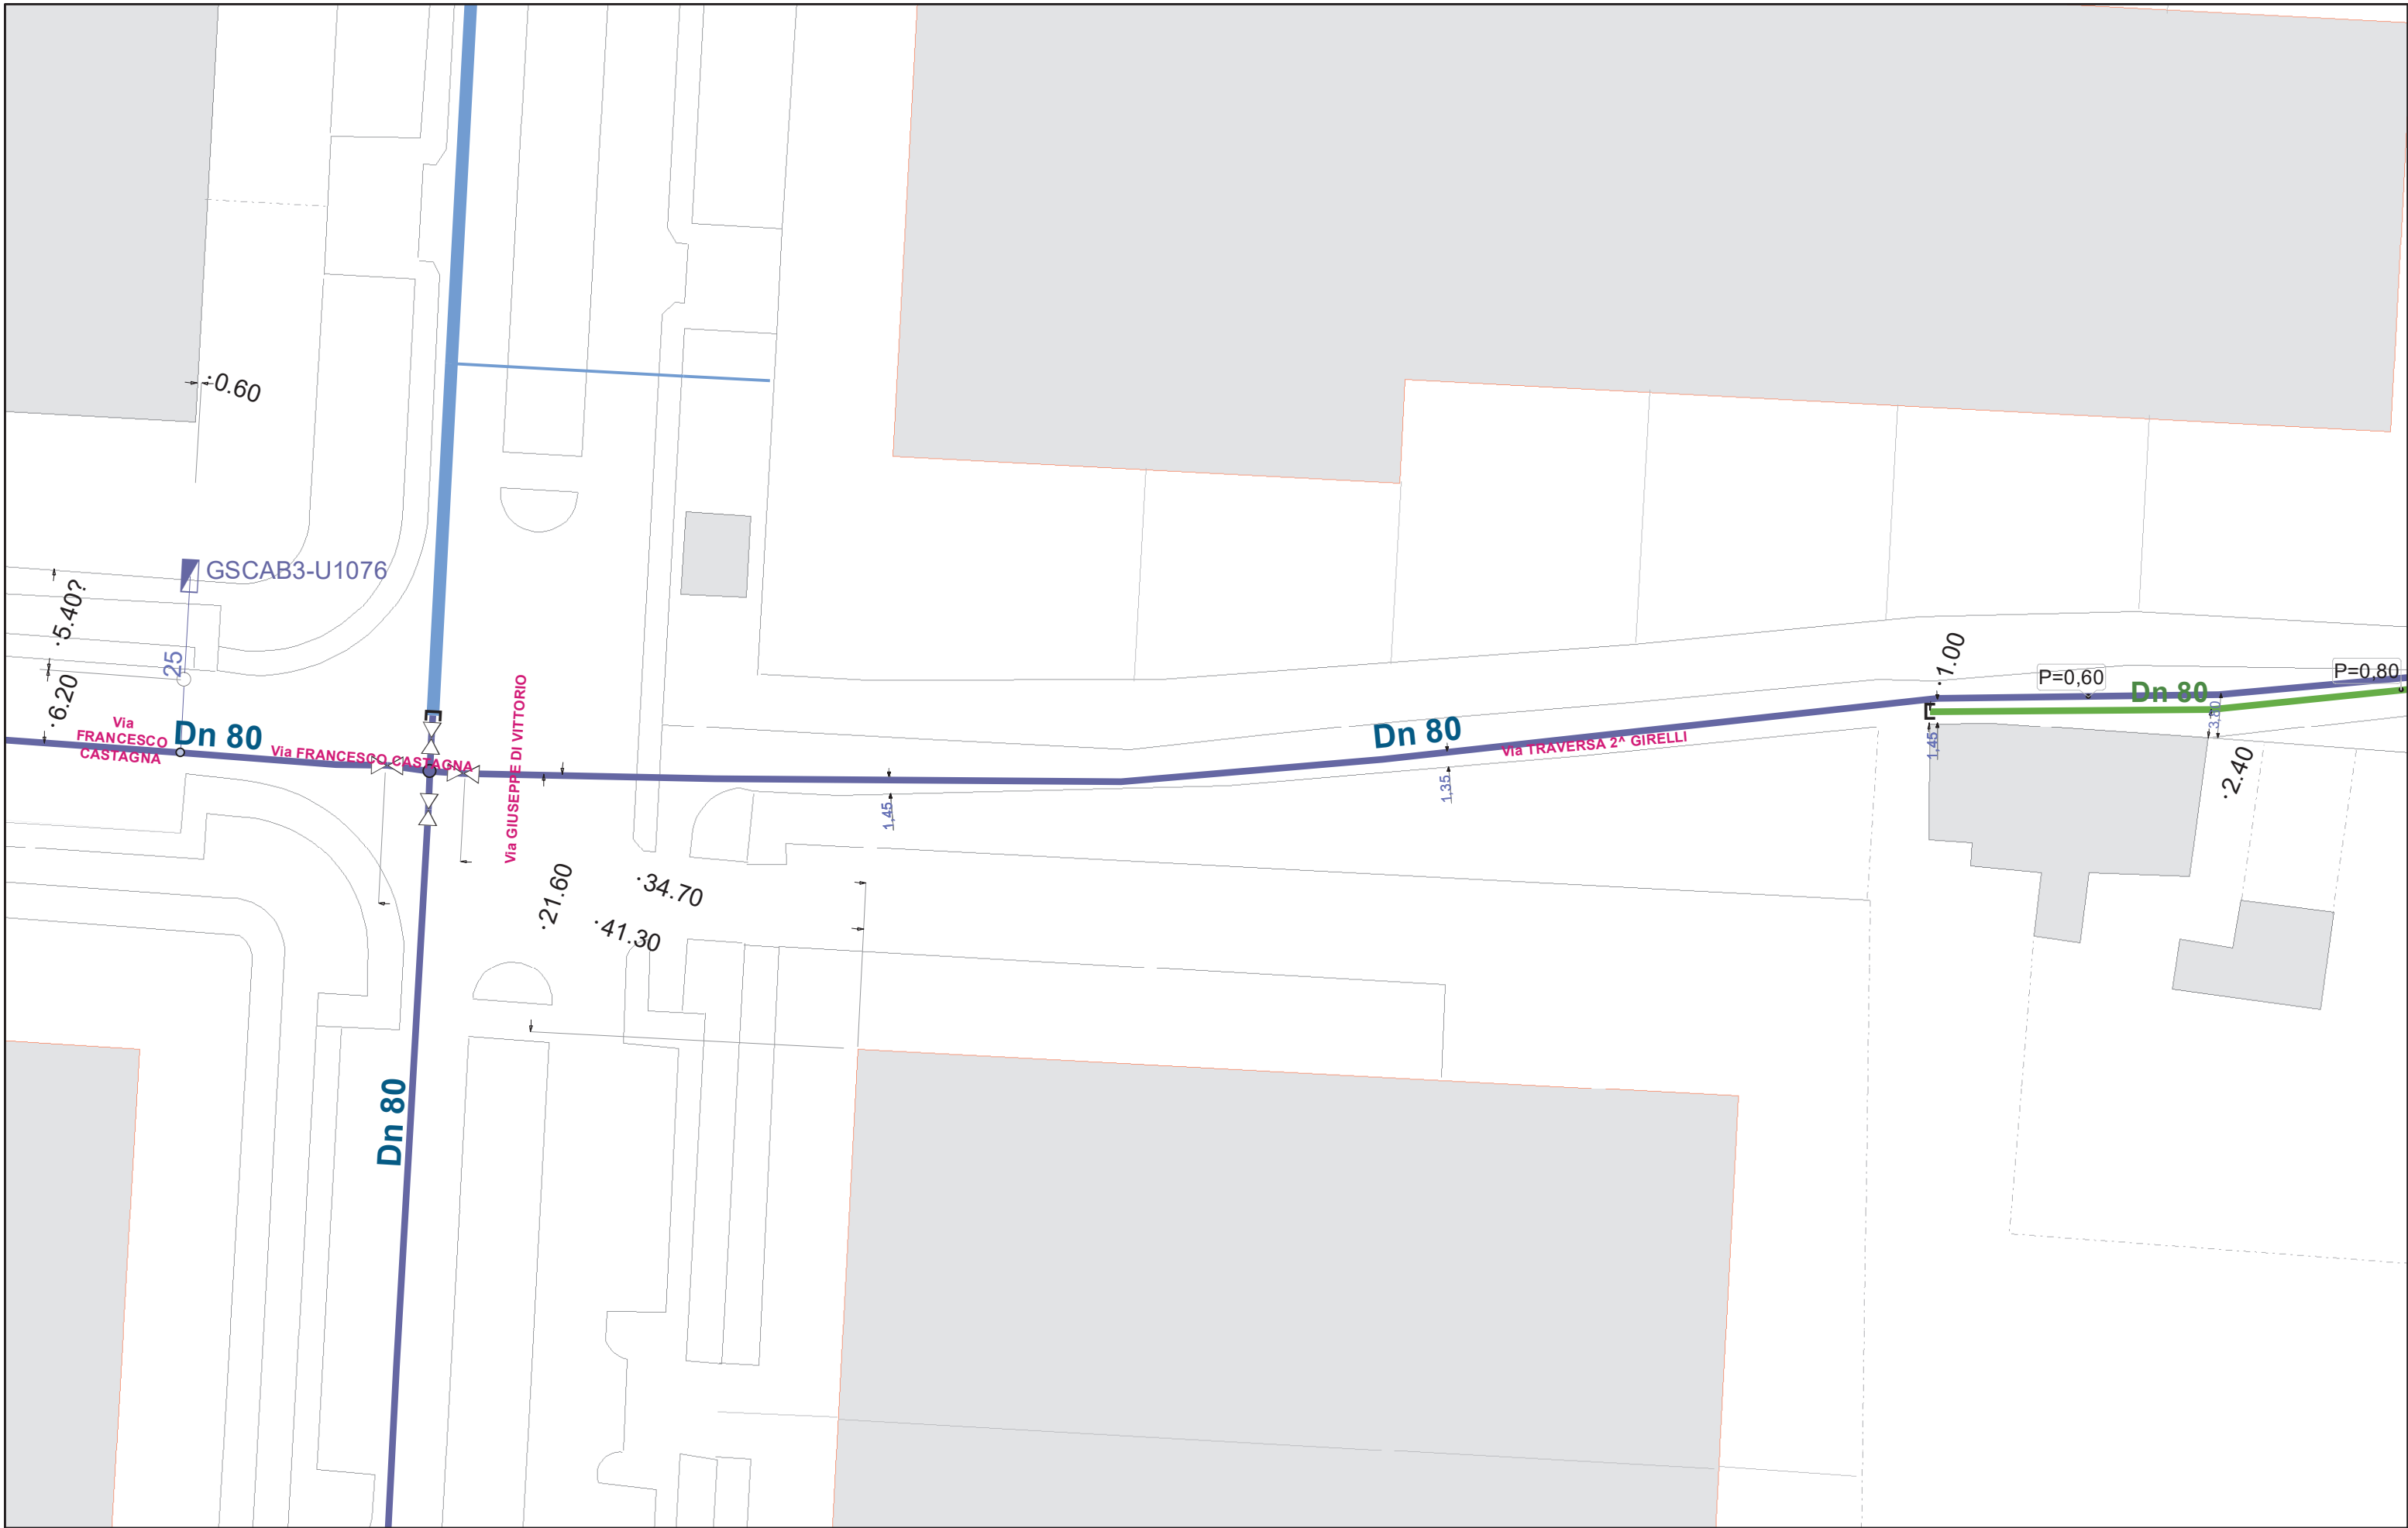 ·0.60
GSCAB3-U1076
·5.40?
25
·6.20
Via
FRANCESCO
CASTAGNA
Dn 80
Via FRANCESCO CASTAGNA
Via GIUSEPPE DI VITTORIO
Dn 80
Via TRAVERSA 2^ GIRELLI
·1.00
P=0,60
Dn 80
P=0,80
3,80
1,45
·2.40
1,35
1,45
·34.70
·21.60
·41.30
Dn 80